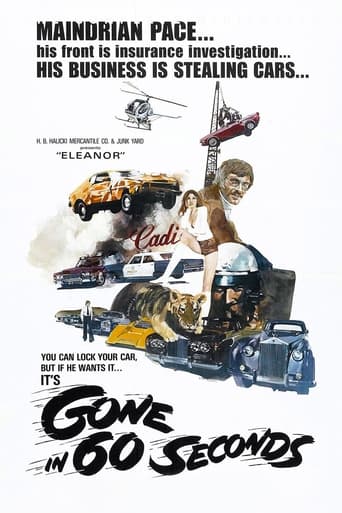 MAINDRIAN PACE...
his front is insurance investigation...
HIS BUSINESS IS STEALING CARS...
H. B. HALICKI MERCANTILE CO. & JUNK YARD
presents
"ELEANOR"
Cadi
YOU CAN LOCK YOUR CAR,
BUT IF HE WANTS IT...
IT'S
GONE
IN 60 SECONDS